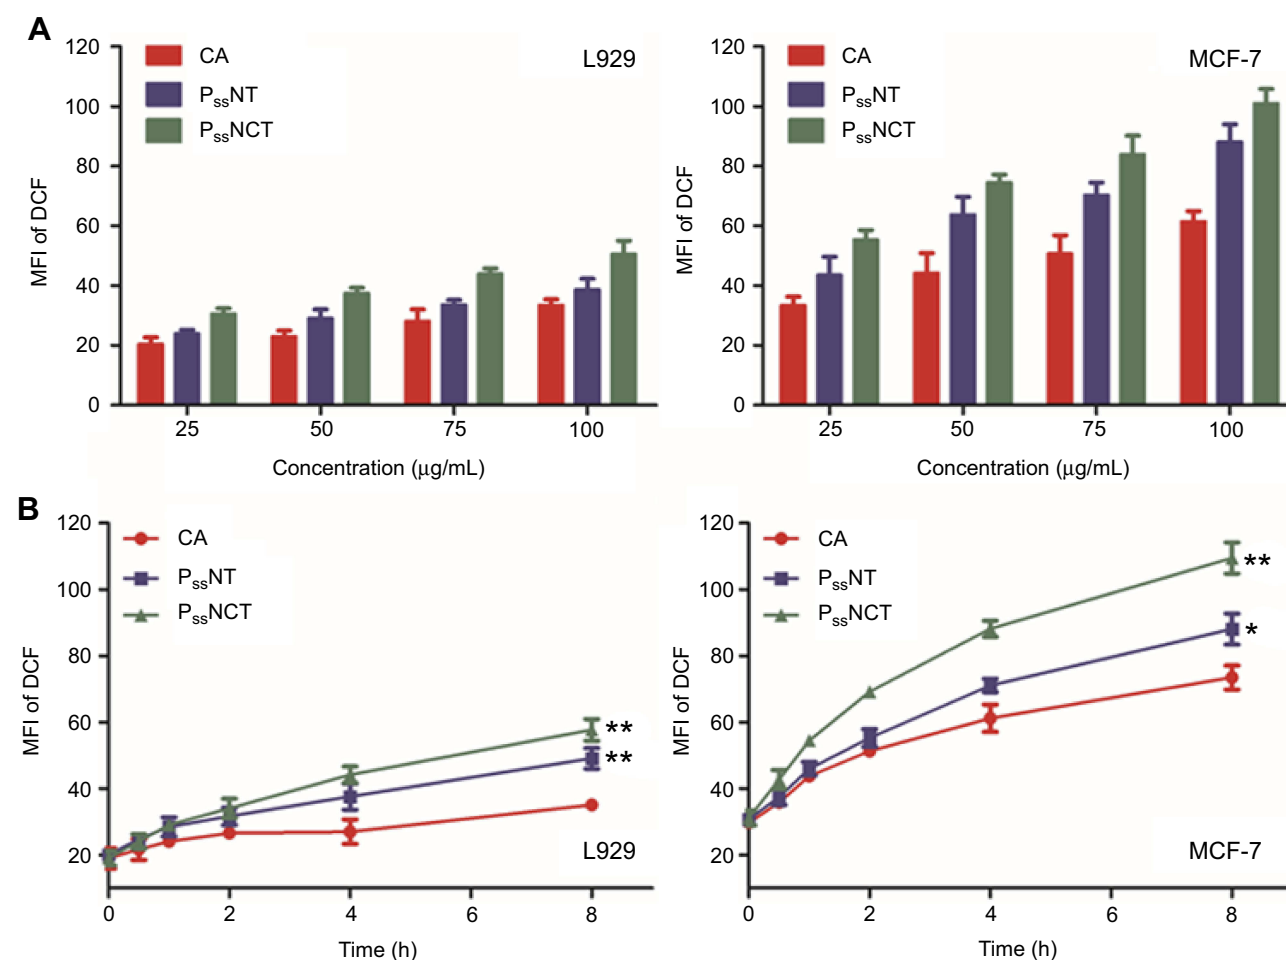 A
120
100
80
60
40
20
0
MFI of DCF
CA
PssNT
PssNCT
L929
25 50 75 100
Concentration (μg/mL)
120
100
80
60
40
20
0
MFI of DCF
CA
PssNT
PssNCT
MCF-7
25 50 75 100
Concentration (μg/mL)
B
120
100
80
60
40
20
MFI of DCF
CA
PssNT
PssNCT
**
**
L929
0 2 4 6 8
Time (h)
120
100
80
60
40
20
MFI of DCF
CA
PssNT
PssNCT
**
*
MCF-7
0 2 4 6 8
Time (h)